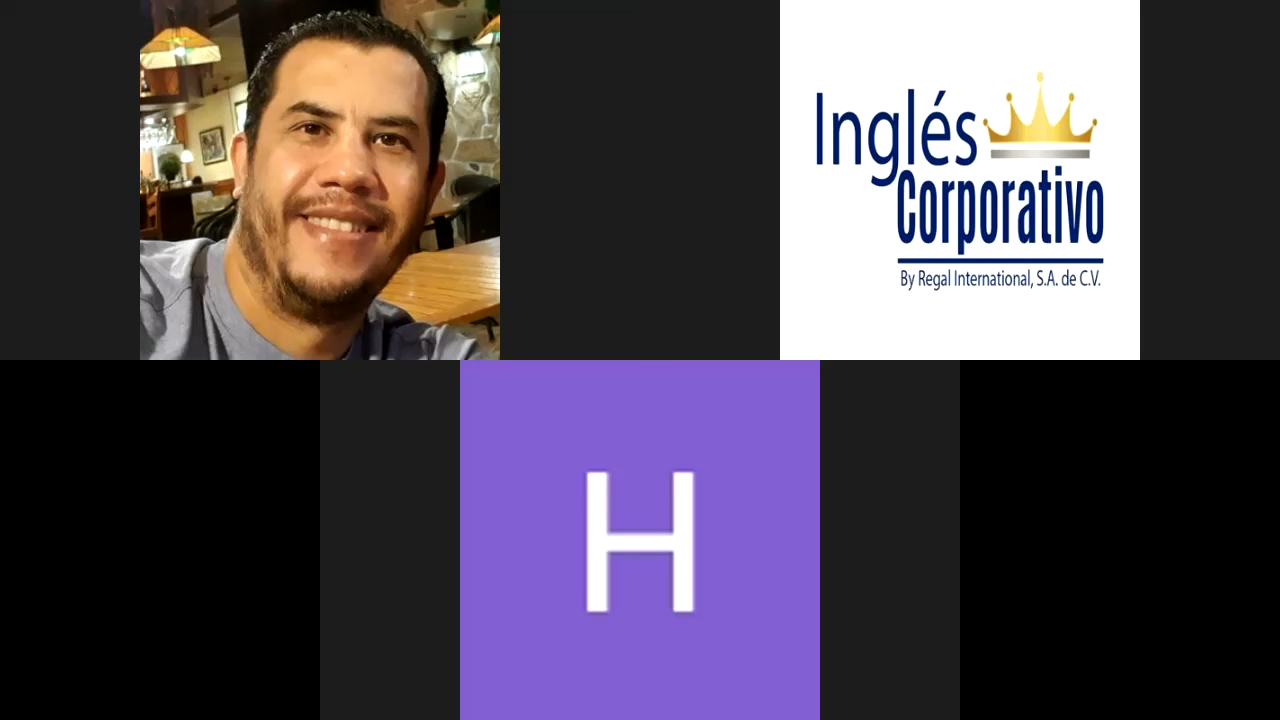 Inglés
Corporativo
By Regal International, S.A. de C.V.
H